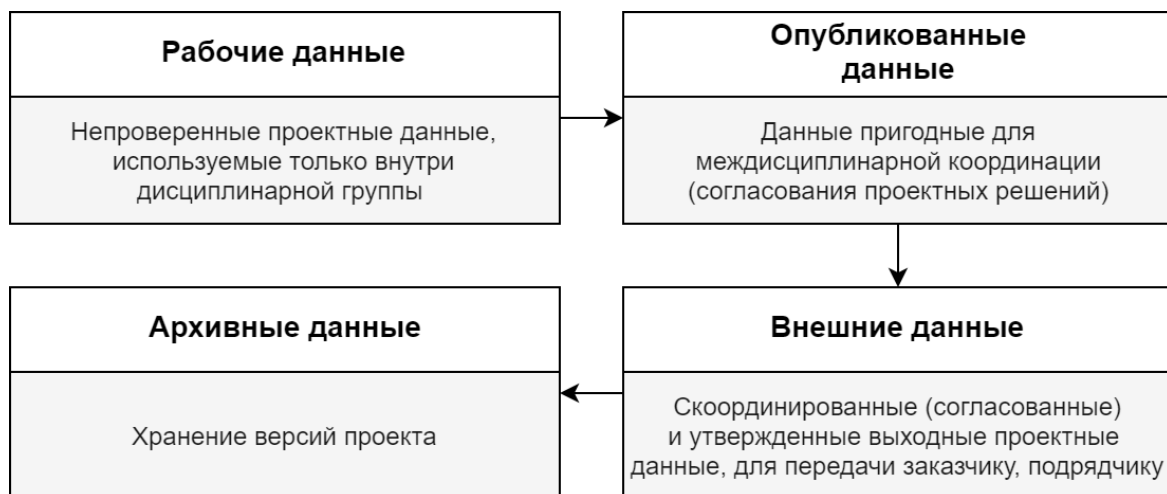 Рабочие данные
Непроверенные проектные данные,
используемые только внутри
дисциплинарной группы
Опубликованные
данные
Данные пригодные для
междисциплинарной координации
(согласования проектных решений)
Архивные данные
Хранение версий проекта
Внешние данные
Скоординированные (согласованные)
и утвержденные выходные проектные
данные, для передачи заказчику, подрядчику